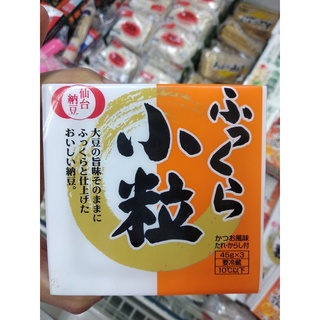 仙台
納豆
ふっくら
小粒
大豆の旨味そのままに
ふっくらと仕上げた
おいしい納豆。
かつお風味
たれ・からし付
45g×3
要冷蔵
10℃以下